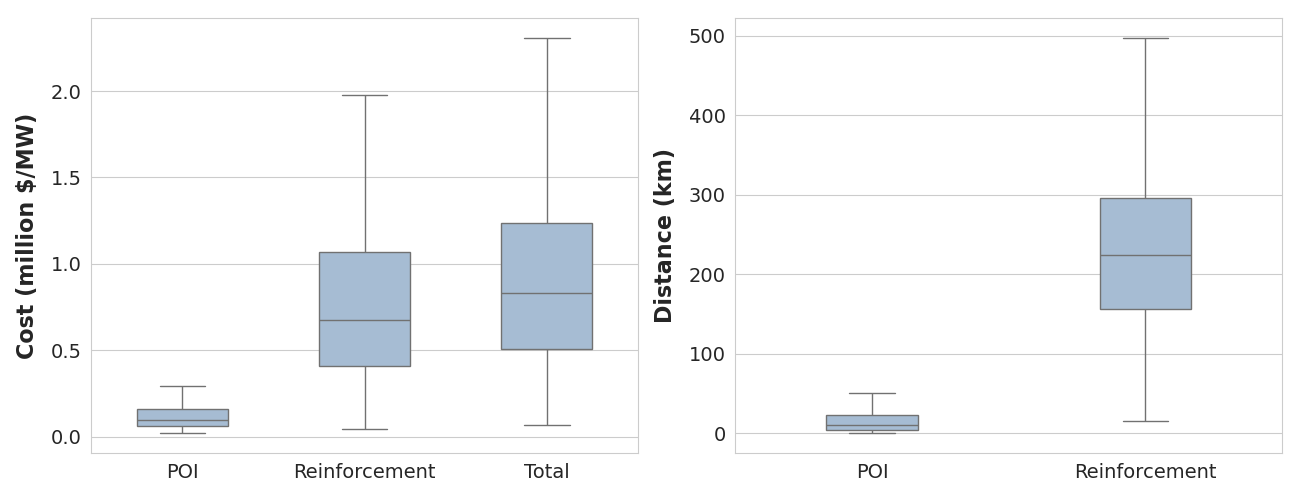 Cost (million $/MW)
2.0
1.5
1.0
0.5
0.0
POI
Reinforcement
Total
Distance (km)
500
400
300
200
100
0
POI
Reinforcement